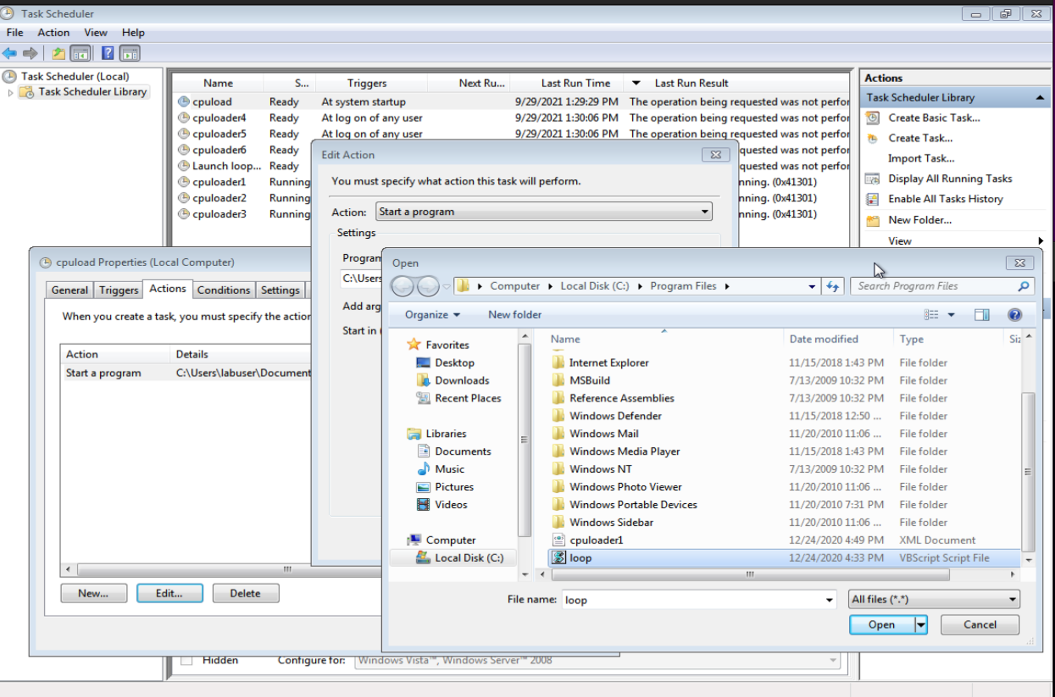 Task Scheduler
File Action View Help
Task Scheduler (Local)
Task Scheduler Library
Name S... Triggers Next Ru... Last Run Time Last Run Result
cpuload Ready At system startup 9/29/2021 1:29:29 PM The operation being requested was not perfor
cpuloader4 Ready At log on of any user 9/29/2021 1:30:06 PM The operation being requested was not perfor
cpuloader5 Ready At log on of any user 9/29/2021 1:30:06 PM The operation being requested was not perfor
cpuloader6 Ready quested was not perfor
Launch loop... Ready quested was not perfor
cpuloader1 Running nning. (0x41301)
cpuloader2 Running nning. (0x41301)
cpuloader3 Running nning. (0x41301)
Actions
Task Scheduler Library
Create Basic Task...
Create Task...
Import Task...
Display All Running Tasks
Enable All Tasks History
New Folder...
View
Edit Action
You must specify what action this task will perform.
Action: Start a program
Settings
Program
C:\Users
Add arg
Start in (
cpuload Properties (Local Computer)
General Triggers Actions Conditions Settings
When you create a task, you must specify the action
Action Details
Start a program C:\Users\labuser\Document
New... Edit... Delete
Hidden Configure for: Windows Vista™, Windows Server™ 2008
Open
Computer Local Disk (C:) Program Files
Search Program Files
Organize New folder
Favorites
Desktop
Downloads
Recent Places
Libraries
Documents
Music
Pictures
Videos
Computer
Local Disk (C:)
Name Date modified Type Siz
Internet Explorer 11/15/2018 1:43 PM File folder
MSBuild 7/13/2009 10:32 PM File folder
Reference Assemblies 7/13/2009 10:32 PM File folder
Windows Defender 11/15/2018 12:50 ... File folder
Windows Mail 11/20/2010 11:06 ... File folder
Windows Media Player 11/15/2018 1:43 PM File folder
Windows NT 7/13/2009 10:32 PM File folder
Windows Photo Viewer 11/20/2010 11:06 ... File folder
Windows Portable Devices 11/20/2010 7:31 PM File folder
Windows Sidebar 11/20/2010 11:06 ... File folder
cpuloader1 12/24/2020 4:49 PM XML Document
loop 12/24/2020 4:33 PM VBScript Script File
File name: loop All files (*.*)
Open Cancel